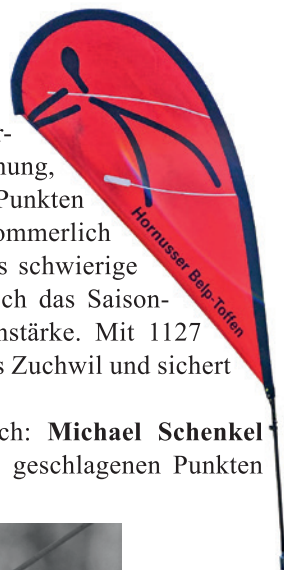 r-
nung,
Punkten
ommerlich
s schwierige
ch das Saison-
nstärke. Mit 1127
s Zuchwil und sichert
ch: Michael Schenkel
geschlagenen Punkten
Hornusser Belp-Toffen